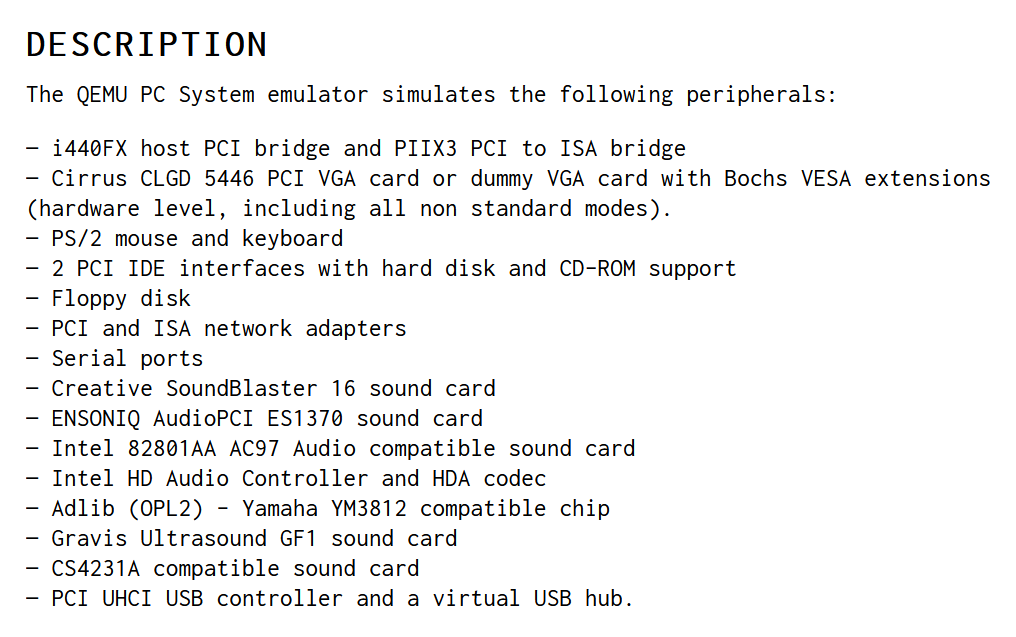 DESCRIPTION
The QEMU PC System emulator simulates the following peripherals:
− i440FX host PCI bridge and PIIX3 PCI to ISA bridge
− Cirrus CLGD 5446 PCI VGA card or dummy VGA card with Bochs VESA extensions
(hardware level, including all non standard modes).
− PS/2 mouse and keyboard
− 2 PCI IDE interfaces with hard disk and CD-ROM support
− Floppy disk
− PCI and ISA network adapters
− Serial ports
− Creative SoundBlaster 16 sound card
− ENSONIQ AudioPCI ES1370 sound card
− Intel 82801AA AC97 Audio compatible sound card
− Intel HD Audio Controller and HDA codec
− Adlib (OPL2) - Yamaha YM3812 compatible chip
− Gravis Ultrasound GF1 sound card
− CS4231A compatible sound card
− PCI UHCI USB controller and a virtual USB hub.